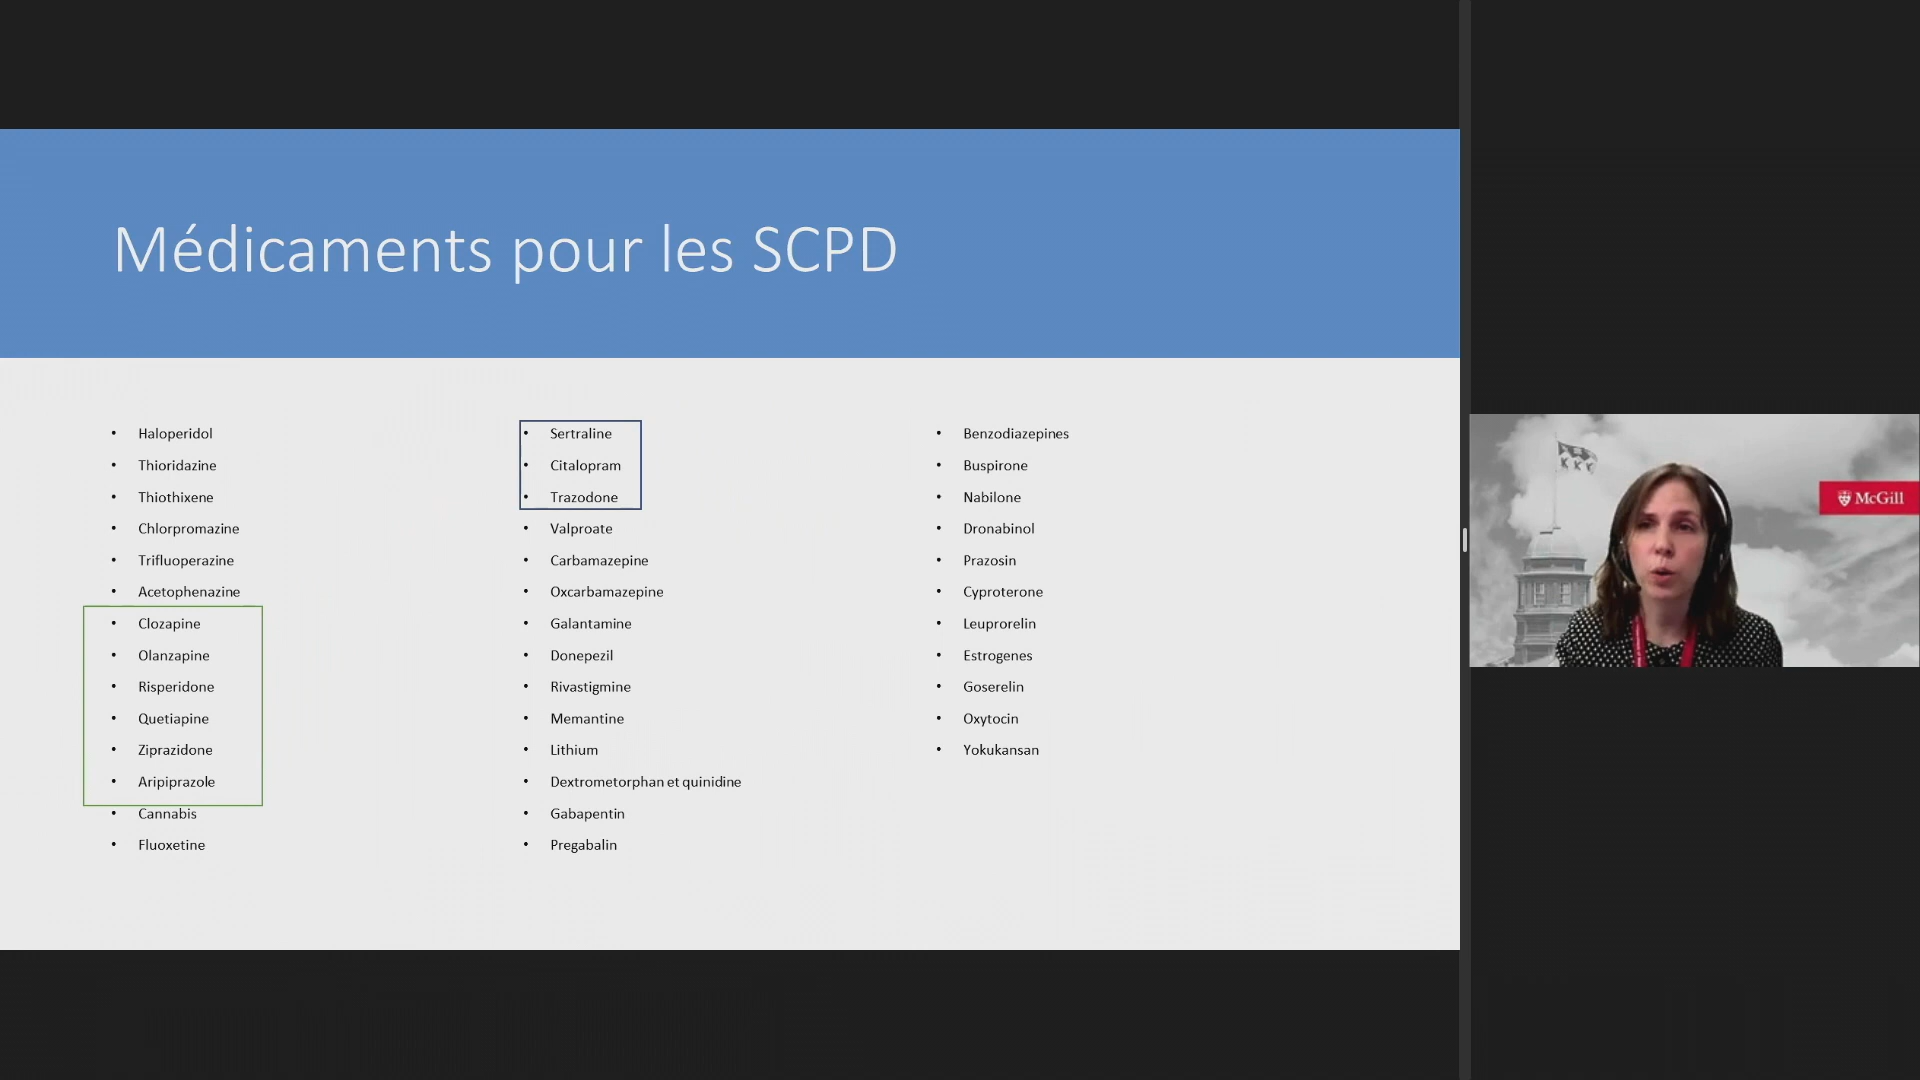 Médicaments pour les SCPD
• Haloperidol
• Thioridazine
• Thiothixene
• Chlorpromazine
• Trifluoperazine
• Acetophenazine
• Clozapine
• Olanzapine
• Risperidone
• Quetiapine
• Ziprazidone
• Aripiprazole
• Cannabis
• Fluoxetine
• Sertraline
• Citalopram
• Trazodone
• Valproate
• Carbamazepine
• Oxcarbamazepine
• Galantamine
• Donepezil
• Rivastigmine
• Memantine
• Lithium
• Dextrometorphan et quinidine
• Gabapentin
• Pregabalin
• Benzodiazepines
• Buspirone
• Nabilone
• Dronabinol
• Prazosin
• Cyproterone
• Leuprorelin
• Estrogenes
• Goserelin
• Oxytocin
• Yokukansan
McGill